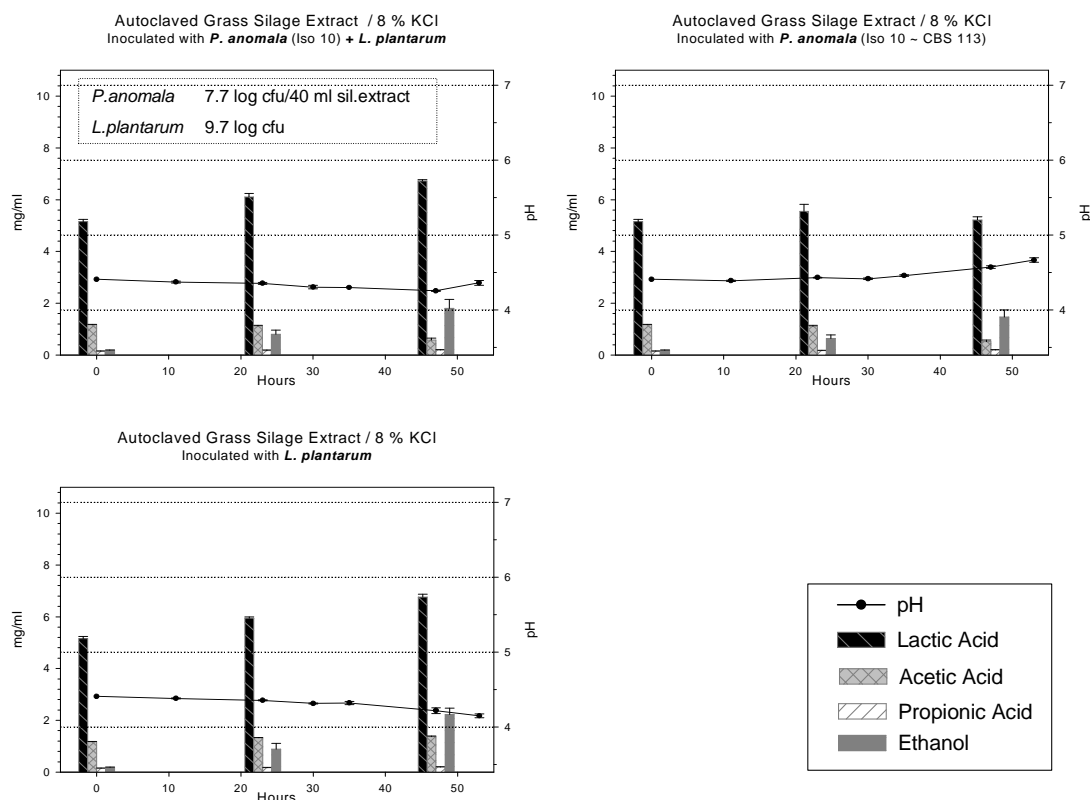 Autoclaved Grass Silage Extract / 8 % KCl
Inoculated with P. anomala (Iso 10) + L. plantarum
P.anomala 7.7 log cfu/40 ml sil.extract
L.plantarum 9.7 log cfu
10
8
6
4
2
0
mg/ml
7
6
5
4
pH
0 10 20 30 40 50
Hours
Autoclaved Grass Silage Extract / 8 % KCl
Inoculated with P. anomala (Iso 10 ~ CBS 113)
10
8
6
4
2
0
mg/ml
7
6
5
4
pH
0 10 20 30 40 50
Hours
Autoclaved Grass Silage Extract / 8 % KCl
Inoculated with L. plantarum
10
8
6
4
2
0
mg/ml
7
6
5
4
pH
0 10 20 30 40 50
Hours
pH
Lactic Acid
Acetic Acid
Propionic Acid
Ethanol